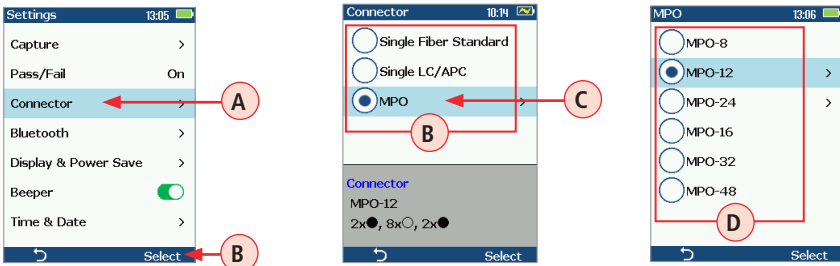 Settings 13:05
Capture >
Pass/Fail On
Connector >
Bluetooth >
Display & Power Save >
Beeper
Time & Date >
Select
A
B
Connector 10:14
Single Fiber Standard
Single LC/APC
MPO >
B
C
Connector
MPO-12
2x●, 8x○, 2x●
Select
MPO 13:06
MPO-8
MPO-12 >
MPO-24 >
MPO-16
MPO-32
MPO-48
D
Select